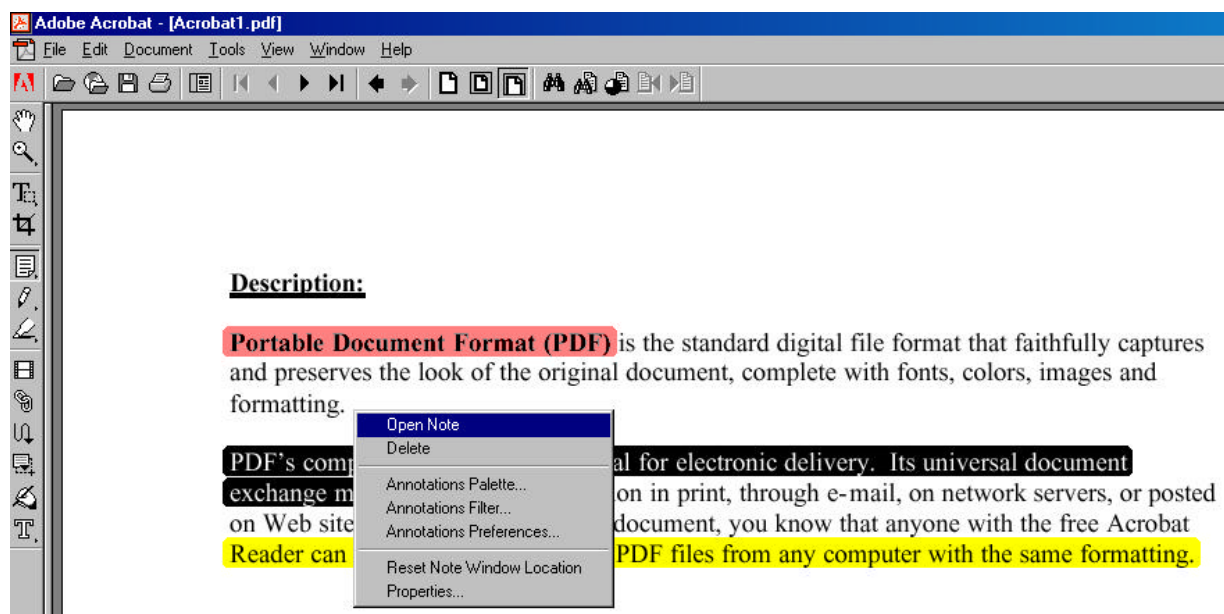 Adobe Acrobat - [Acrobat1.pdf]
File Edit Document Tools View Window Help
Description:
Portable Document Format (PDF) is the standard digital file format that faithfully captures
and preserves the look of the original document, complete with fonts, colors, images and
formatting.
PDF's comp al for electronic delivery. Its universal document
exchange m on in print, through e-mail, on network servers, or posted
on Web site document, you know that anyone with the free Acrobat
Reader can PDF files from any computer with the same formatting.
Open Note
Delete
Annotations Palette...
Annotations Filter...
Annotations Preferences...
Reset Note Window Location
Properties...